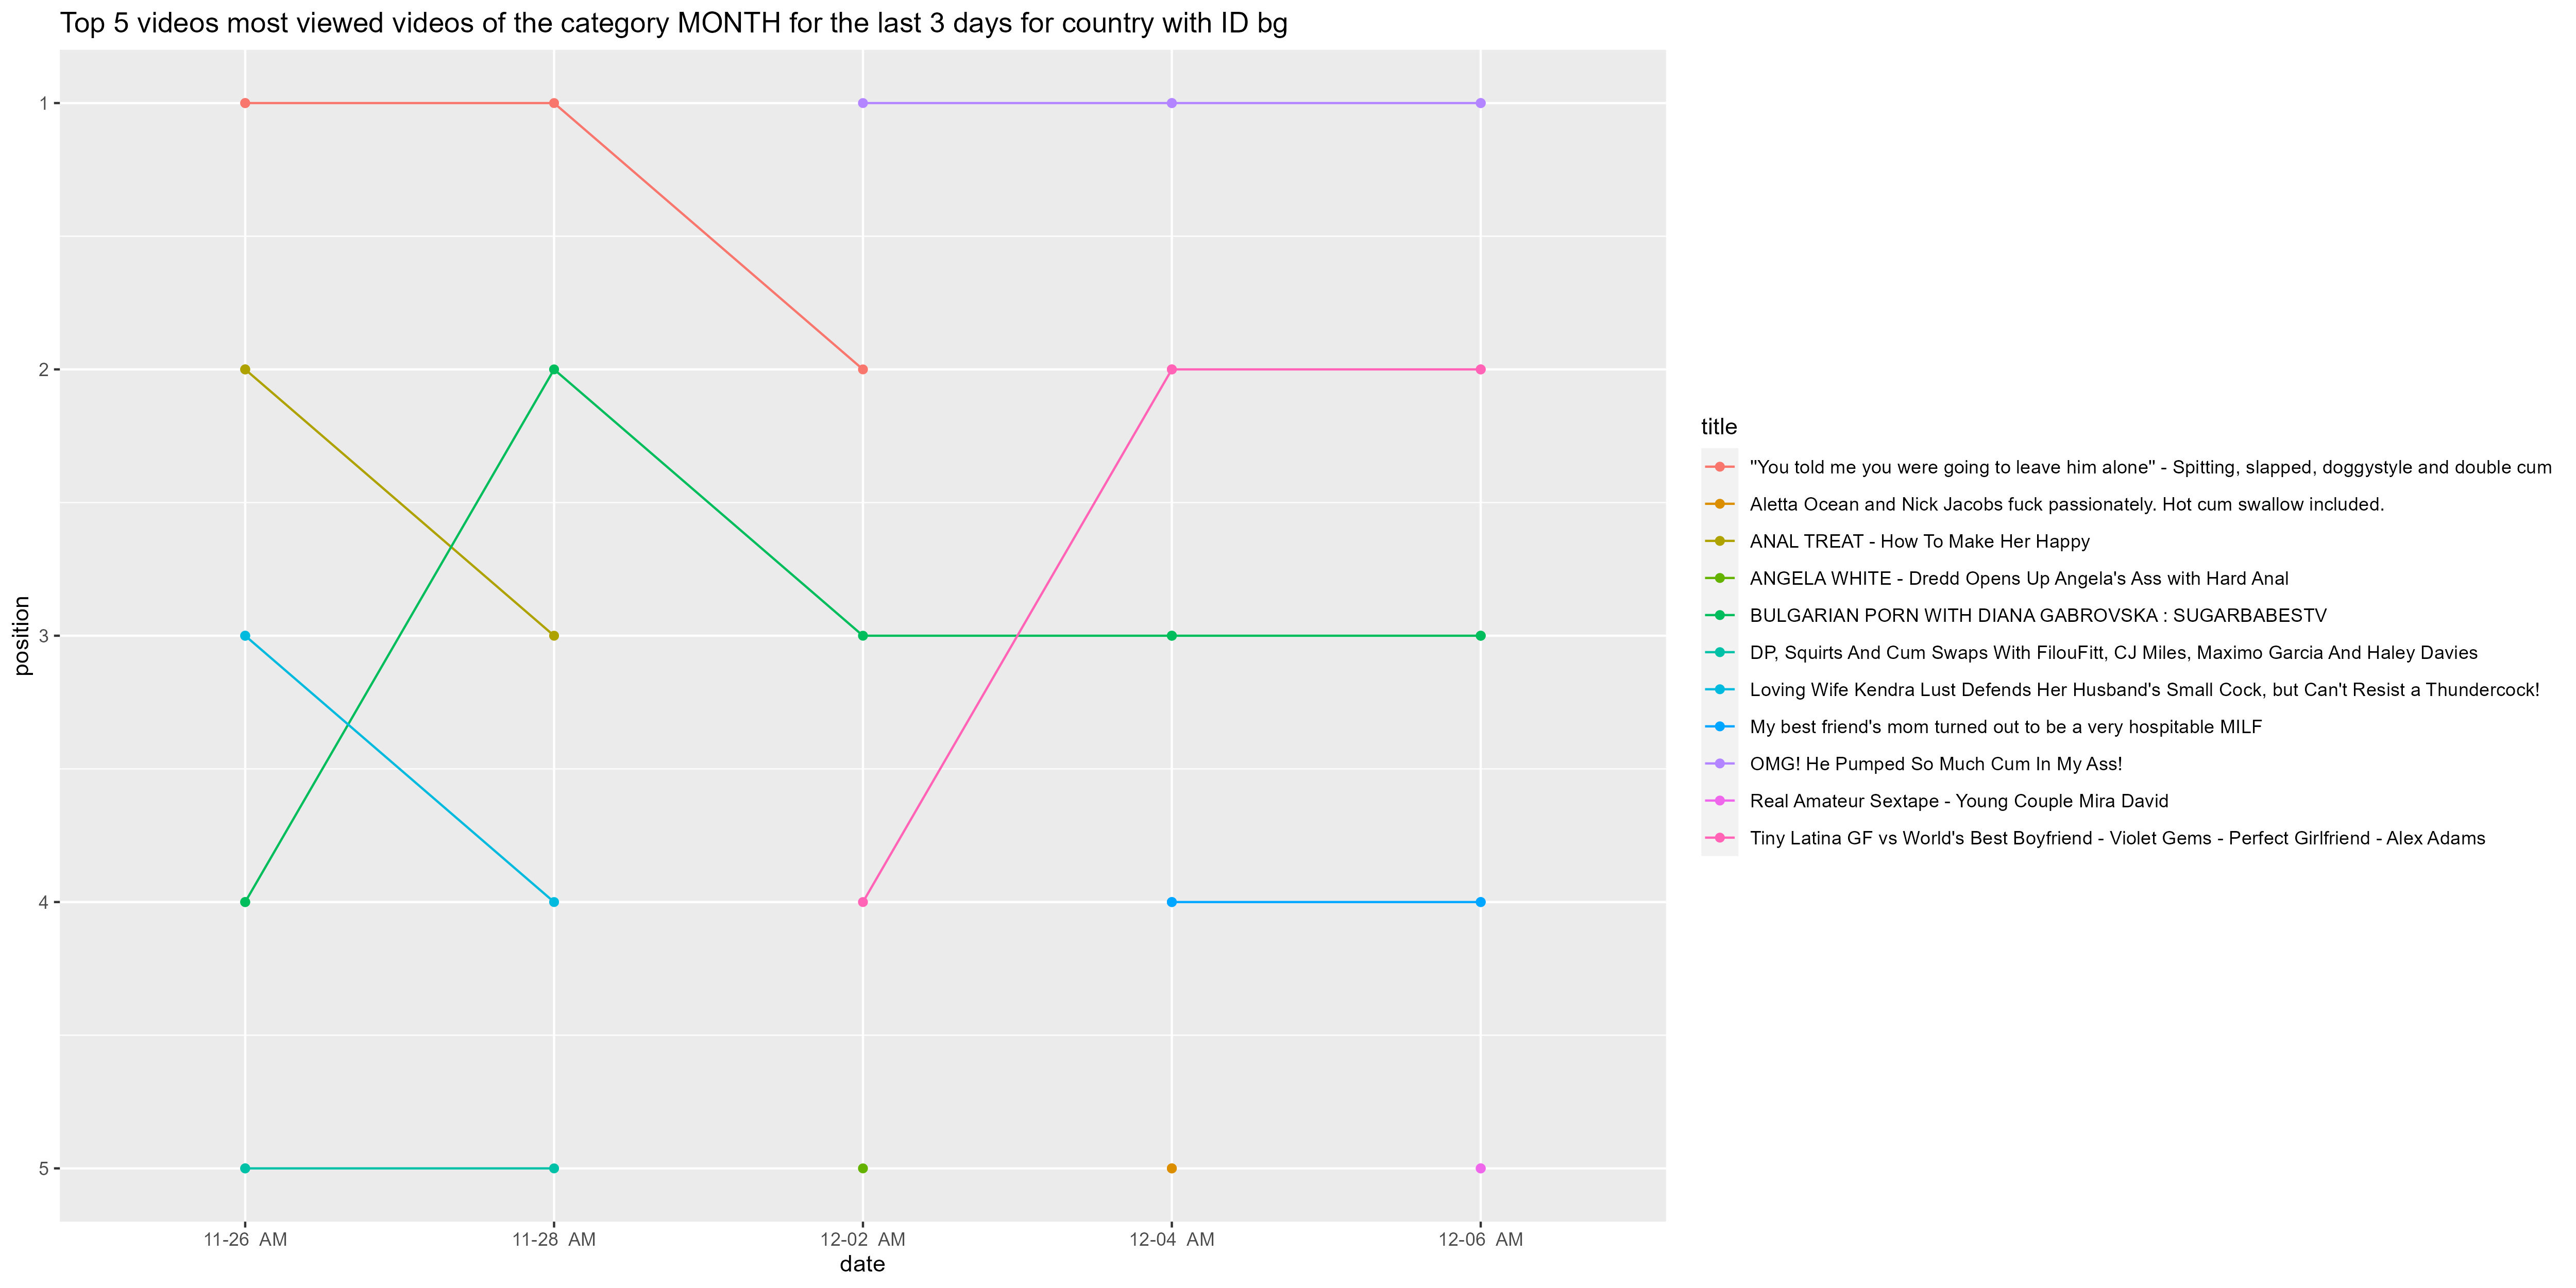 Top 5 videos most viewed videos of the category MONTH for the last 3 days for country with ID bg
1
2
3
4
5
position
11-26 AM
11-28 AM
12-02 AM
12-04 AM
12-06 AM
date
title
"You told me you were going to leave him alone" - Spitting, slapped, doggystyle and double cum
Aletta Ocean and Nick Jacobs fuck passionately. Hot cum swallow included.
ANAL TREAT - How To Make Her Happy
ANGELA WHITE - Dredd Opens Up Angela's Ass with Hard Anal
BULGARIAN PORN WITH DIANA GABROVSKA : SUGARBABESTV
DP, Squirts And Cum Swaps With FilouFitt, CJ Miles, Maximo Garcia And Haley Davies
Loving Wife Kendra Lust Defends Her Husband's Small Cock, but Can't Resist a Thundercock!
My best friend's mom turned out to be a very hospitable MILF
OMG! He Pumped So Much Cum In My Ass!
Real Amateur Sextape - Young Couple Mira David
Tiny Latina GF vs World's Best Boyfriend - Violet Gems - Perfect Girlfriend - Alex Adams